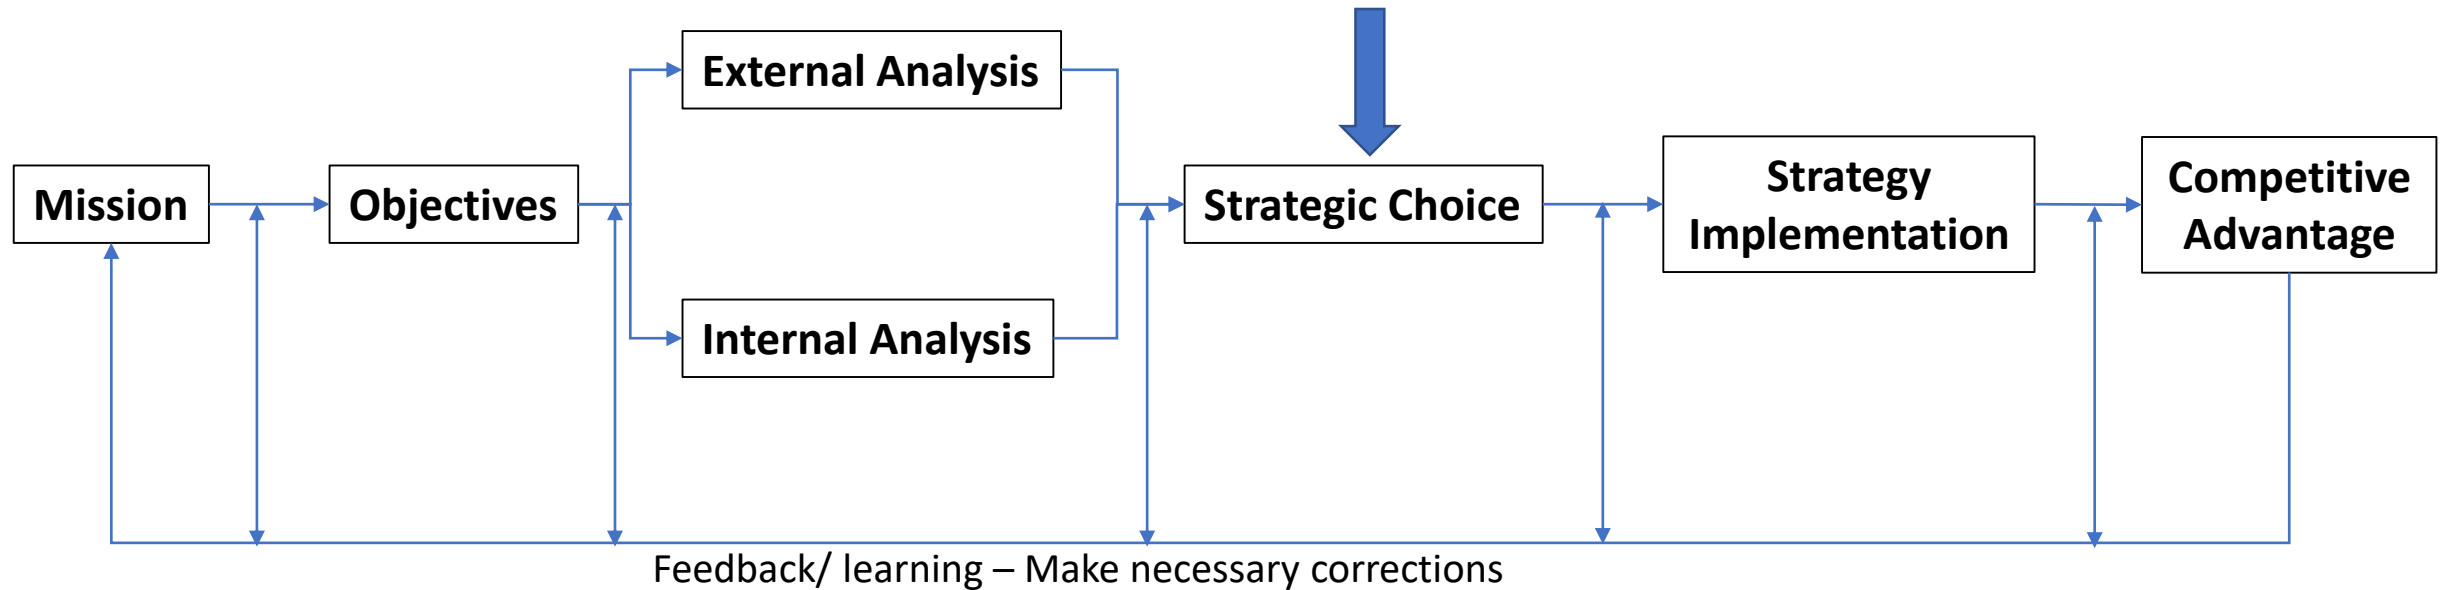 External Analysis
Mission
Objectives
Strategic Choice
Strategy
Implementation
Competitive
Advantage
Internal Analysis
Feedback/ learning – Make necessary corrections